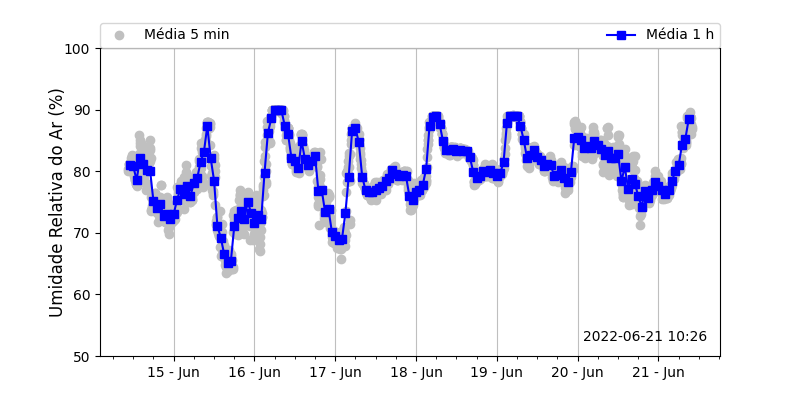 Média 5 min
Média 1 h
Umidade Relativa do Ar (%)
100
90
80
70
60
50
2022-06-21 10:26
15 - Jun
16 - Jun
17 - Jun
18 - Jun
19 - Jun
20 - Jun
21 - Jun